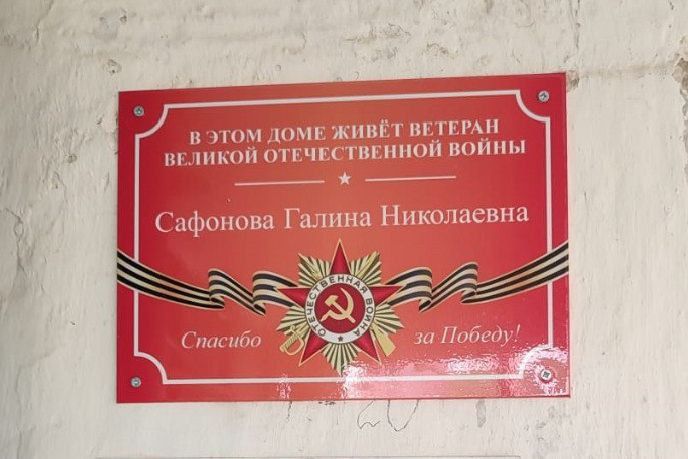 В ЭТОМ ДОМЕ ЖИВЁТ ВЕТЕРАН
ВЕЛИКОЙ ОТЕЧЕСТВЕННОЙ ВОЙНЫ
Сафонова Галина Николаевна
ОТЕЧЕСТВЕННАЯ ВОЙНА
Спасибо за Победу!